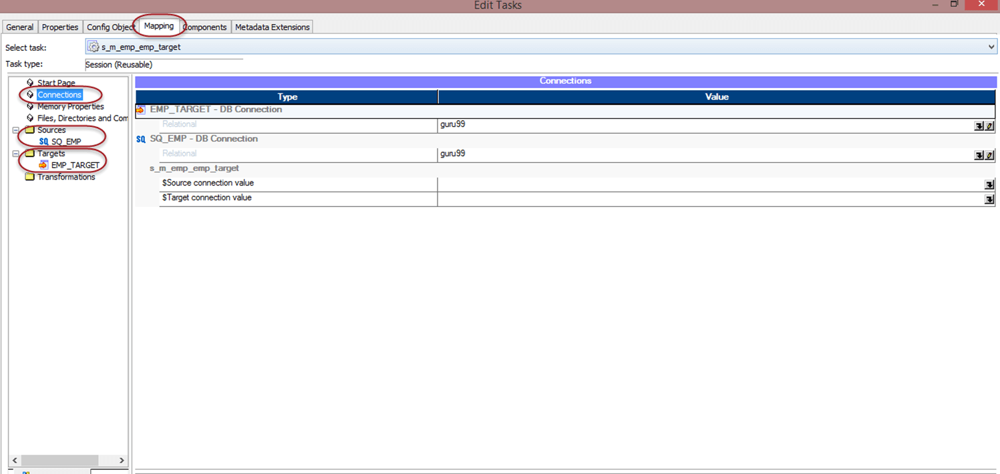 Edit Tasks
General Properties Config Object Mapping Components Metadata Extensions
Select task: s_m_emp_emp_target
Task type: Session (Reusable)
Start Page
Connections
Memory Properties
Files, Directories and Com
Sources
SQ SQ_EMP
Targets
EMP_TARGET
Transformations
Connections
Type Value
EMP_TARGET - DB Connection
Relational guru99
SQ SQ_EMP - DB Connection
Relational guru99
s_m_emp_emp_target
$Source connection value
$Target connection value